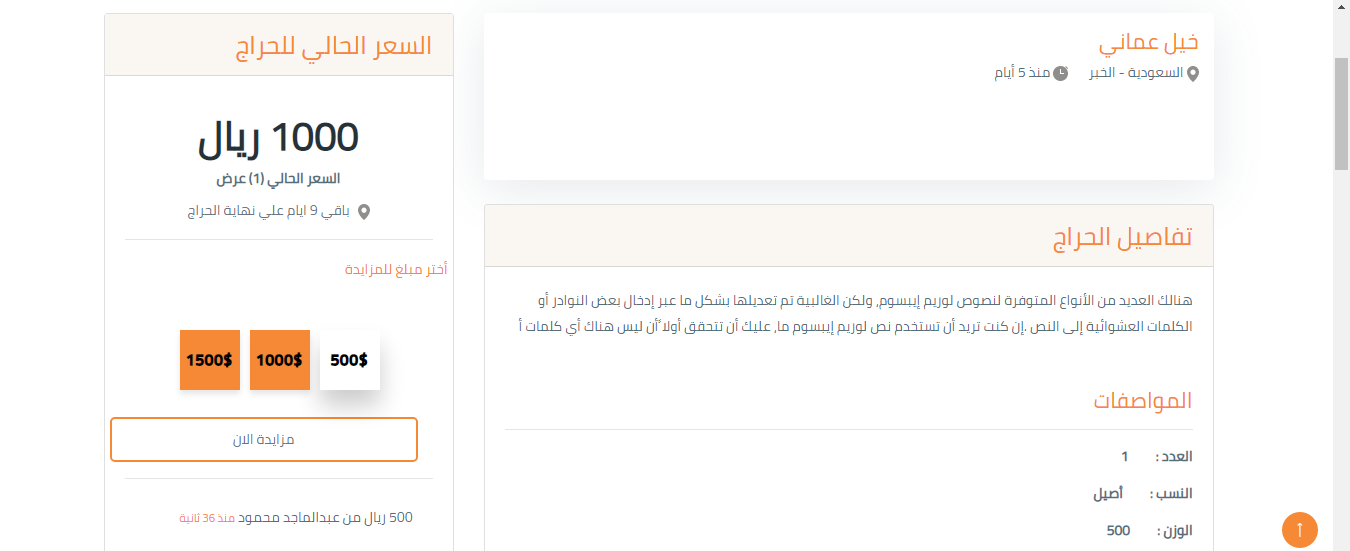 خيل عماني
السعودية - الخبر منذ 5 أيام
تفاصيل الحراج
هنالك العديد من الأنواع المتوفرة لنصوص لوريم إيبسوم, ولكن الغالبية تم تعديلها بشكل ما عبر إدخال بعض النوادر أو
الكلمات العشوائية إلى النص .إن كنت تريد أن تستخدم نص لوريم إيبسوم ما, عليك أن تتحقق أولاً أن ليس هناك أي كلمات أ
المواصفات
العدد : 1
النسب : أصيل
الوزن : 500
السعر الحالي للحراج
1000 ريال
السعر الحالي (1) عرض
باقي 9 ايام علي نهاية الحراج
أختر مبلغ للمزايدة
500$ 1000$ 1500$
مزايدة الان
500 ريال من عبدالماجد محمود منذ 36 ثانية